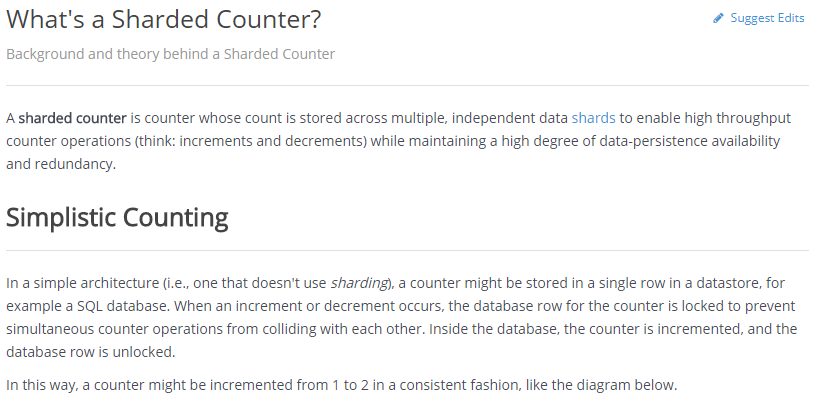 What's a Sharded Counter?
Suggest Edits
Background and theory behind a Sharded Counter
A sharded counter is counter whose count is stored across multiple, independent data shards to enable high throughput
counter operations (think: increments and decrements) while maintaining a high degree of data-persistence availability
and redundancy.
Simplistic Counting
In a simple architecture (i.e., one that doesn't use sharding), a counter might be stored in a single row in a datastore, for
example a SQL database. When an increment or decrement occurs, the database row for the counter is locked to prevent
simultaneous counter operations from colliding with each other. Inside the database, the counter is incremented, and the
database row is unlocked.
In this way, a counter might be incremented from 1 to 2 in a consistent fashion, like the diagram below.